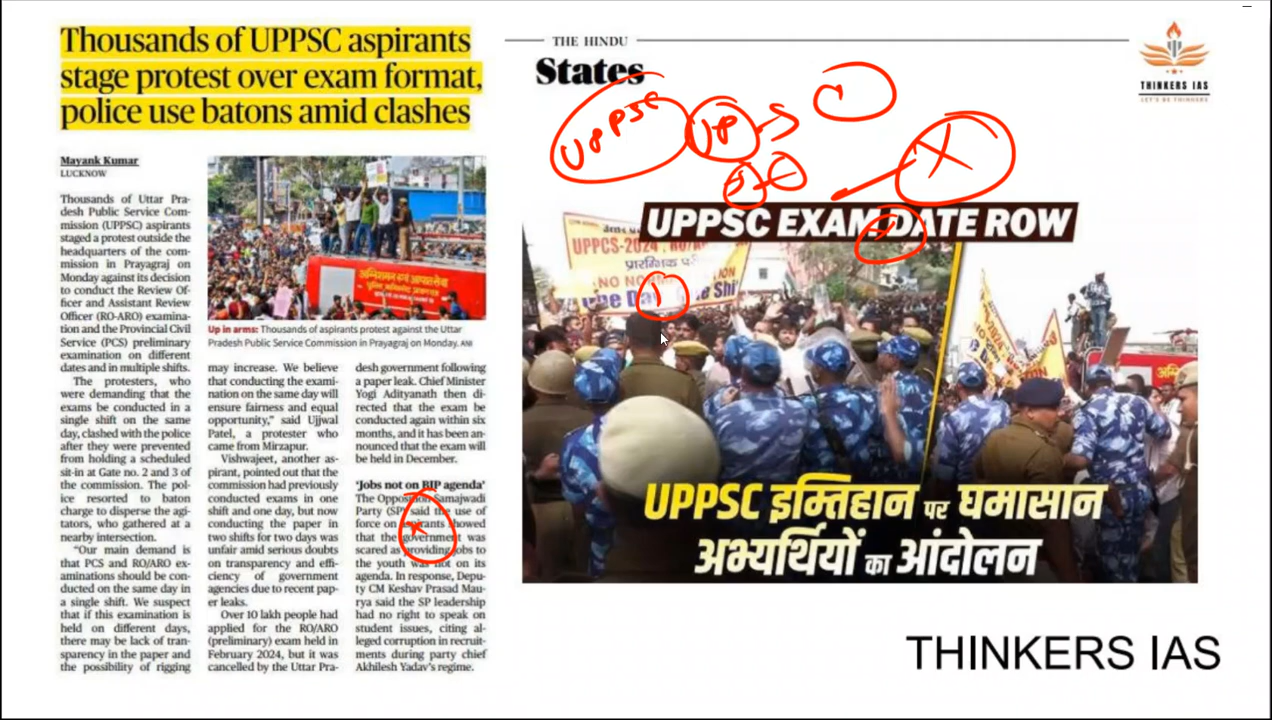 Thousands of UPPSC aspirants
stage protest over exam format,
police use batons amid clashes
Mayank Kumar
LUCKNOW
Thousands of Uttar Pra-
desh Public Service Com-
mission (UPPSC) aspirants
staged a protest outside the
headquarters of the com-
mission in Prayagraj on
Monday against its decision
to conduct the Review Of-
ficer and Assistant Review
Officer (RO-ARO) examina-
tion and the Provincial Civil
Service (PCS) preliminary
examination on different
dates and in multiple shifts.
The protesters, who
were demanding that the
exams be conducted in a
single shift on the same
day, clashed with the police
after they were prevented
from holding a scheduled
sit-in at Gate no. 2 and 3 of
the commission. The pol-
ice resorted to baton
charge to disperse the agi-
tators, who gathered at a
nearby intersection.
"Our main demand is
that PCS and RO/ARO ex-
aminations should be con-
ducted on the same day in
a single shift. We suspect
that if this examination is
held on different days,
there may be lack of tran-
sparency in the paper and
the possibility of rigging
अग्निशमन एवं आपात सेवा
Up in arms: Thousands of aspirants protest against the Uttar
Pradesh Public Service Commission in Prayagraj on Monday. ANI
may increase. We believe
that conducting the exami-
nation on the same day will
ensure fairness and equal
opportunity," said Ujjwal
Patel, a protester who
came from Mirzapur.
Vishwajeet, another as-
pirant, pointed out that the
commission had previously
conducted exams in one
shift and one day, but now
conducting the paper in
two shifts for two days was
unfair amid serious doubts
on transparency and effi-
ciency of government
agencies due to recent pap-
er leaks.
Over 10 lakh people had
applied for the RO/ARO
(preliminary) exam held in
February 2024, but it was
cancelled by the Uttar Pra-
desh government following
a paper leak. Chief Minister
Yogi Adityanath then di-
rected that the exam be
conducted again within six
months, and it has been an-
nounced that the exam will
be held in December.
'Jobs not on BJP agenda'
The Opposition Samajwadi
Party (SP) said the use of
force on aspirants showed
that the government was
scared as providing jobs to
the youth was not on its
agenda. In response, Depu-
ty CM Keshav Prasad Mau-
rya said the SP leadership
had no right to speak on
student issues, citing al-
leged corruption in recruit-
ments during party chief
Akhilesh Yadav's regime.
THE HINDU
States
THINKERS IAS
LET'S BE THINKERS
UPPSC UP
UPPSC EXAM DATE ROW
UPPCS-2024, RO/
UPPSC इम्तिहान पर घमासान
अभ्यर्थियों का आंदोलन
THINKERS IAS